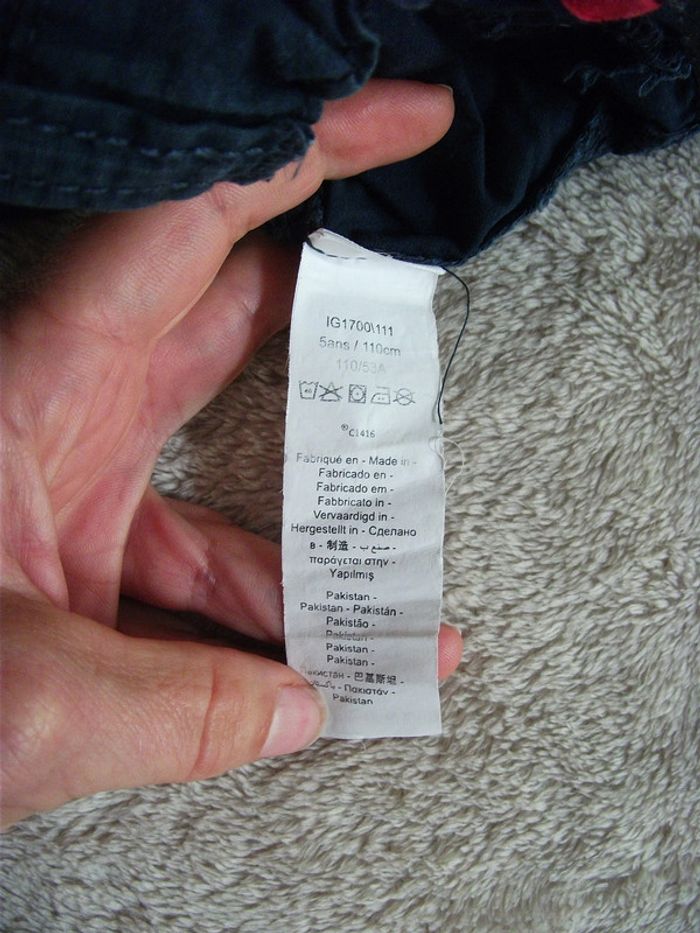 IG1700\111
5ans / 110cm
110/53A
® C1416
Fabriqué en - Made in -
Fabricado en -
Fabricado em -
Fabbricato in -
Vervaardigd in -
Hergestellt in - Сделано
в - 制造 - صنع ب -
παράγεται στην -
Yapılmış
Pakistan -
Pakistan - Pakistán -
Pakistão -
Pakistan -
Pakistan -
Pakistan -
- 巴基斯坦 -
- Πακιστάν -
Pakistan